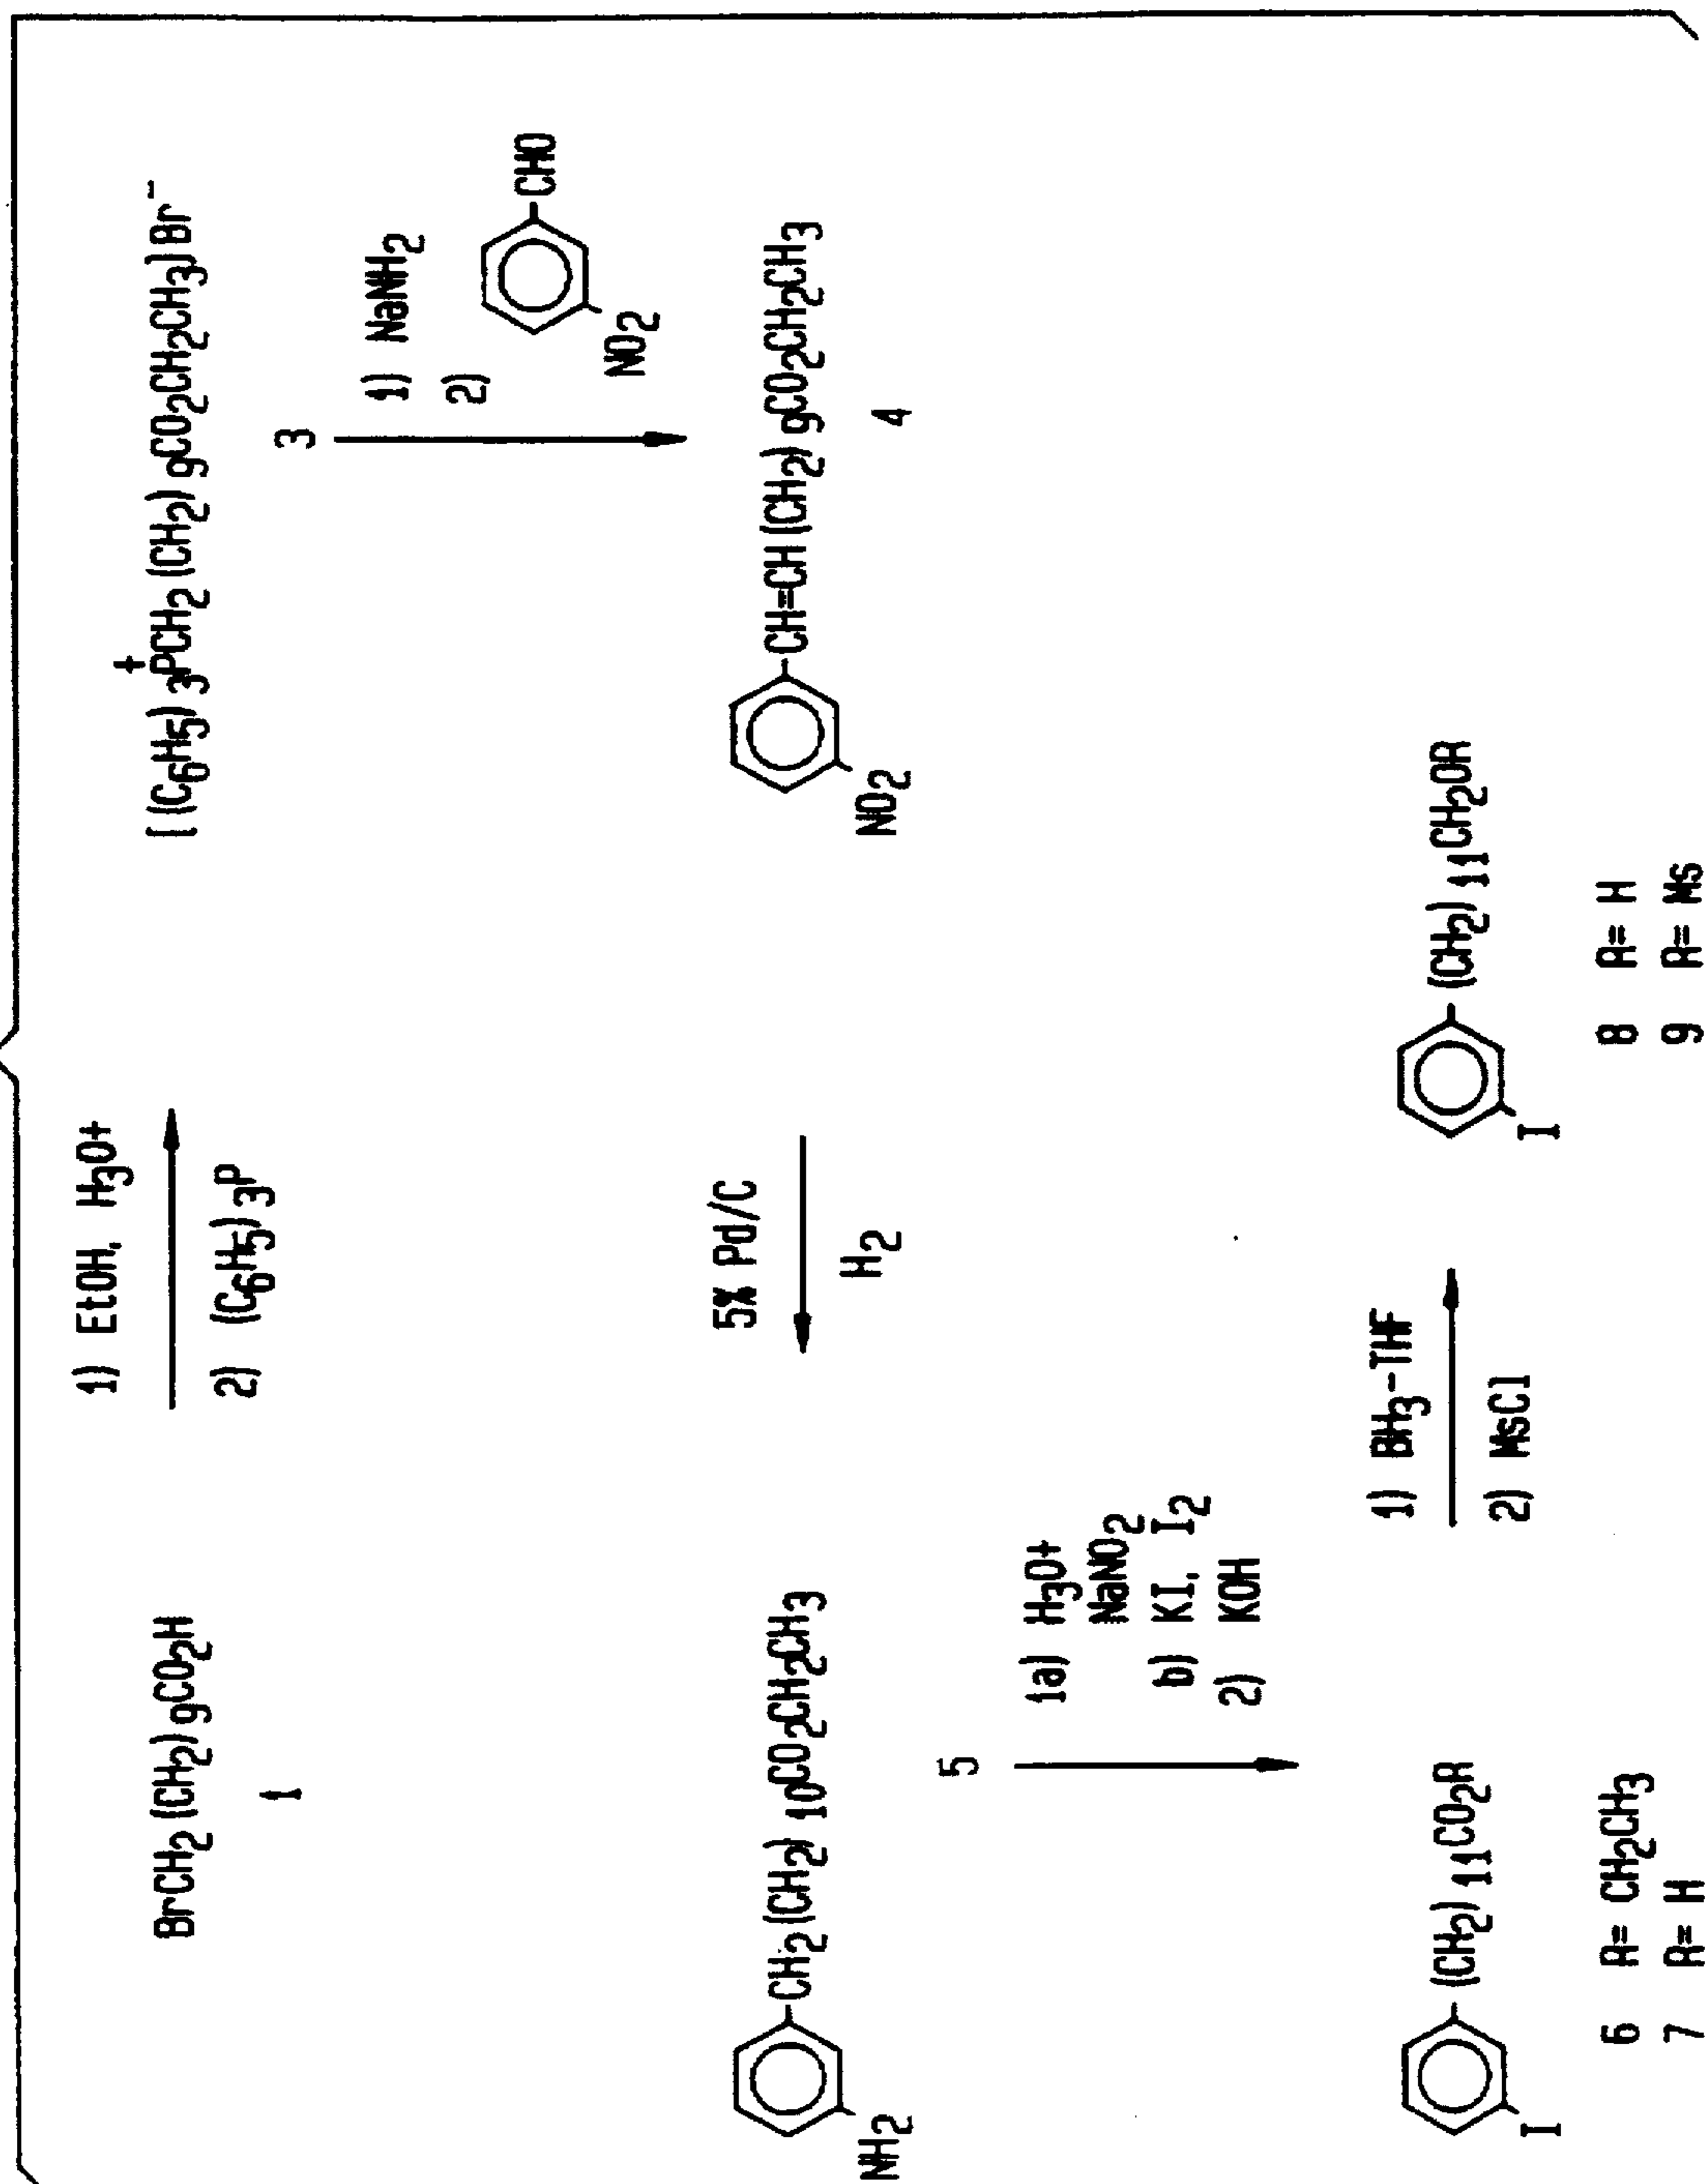 BrCH2(CH2)9CO2H
1
1) EtOH, H3O+
2) (C6H5)3P
[(C6H5)3P+CH2(CH2)9CO2CH2CH3]Br-
3
1) NaNH2
2)
CHO
NO2
CH=CH(CH2)9CO2CH2CH3
NO2
4
5% Pd/C
H2
CH2(CH2)10CO2CH2CH3
NH2
5
1a) H3O+
NaNO2
b) KI, I2
2) KOH
(CH2)11CO2R
I
6 R= CH2CH3
7 R= H
1) BH3-THF
2) MsCl
(CH2)11CH2OR
I
8 R= H
9 R= Ms